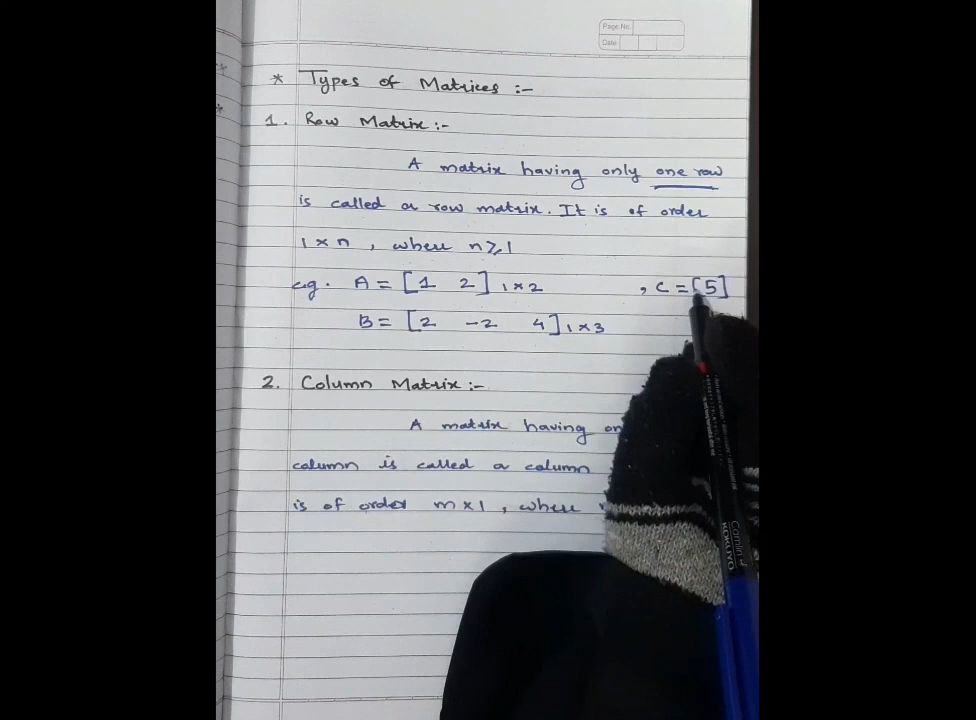 Page No.
Date
* Types of Matrices :-
1. Row Matrix :-
A matrix having only one row
is called a row matrix. It is of order
1 × n , where n ≥ 1
e.g. A = [1 2] 1×2 , C = [5]
B = [2 -2 4] 1×3
2. Column Matrix :-
A matrix having
column is called a column
is of order m × 1 , where
Camlin
KOKUYO